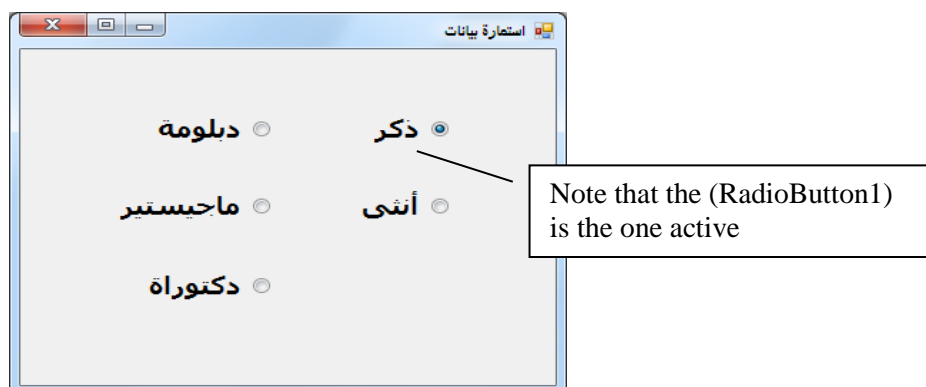 استمارة بيانات
ذكر
دبلومة
أنثى
ماجيستير
دكتوراة
Note that the (RadioButton1)
is the one active